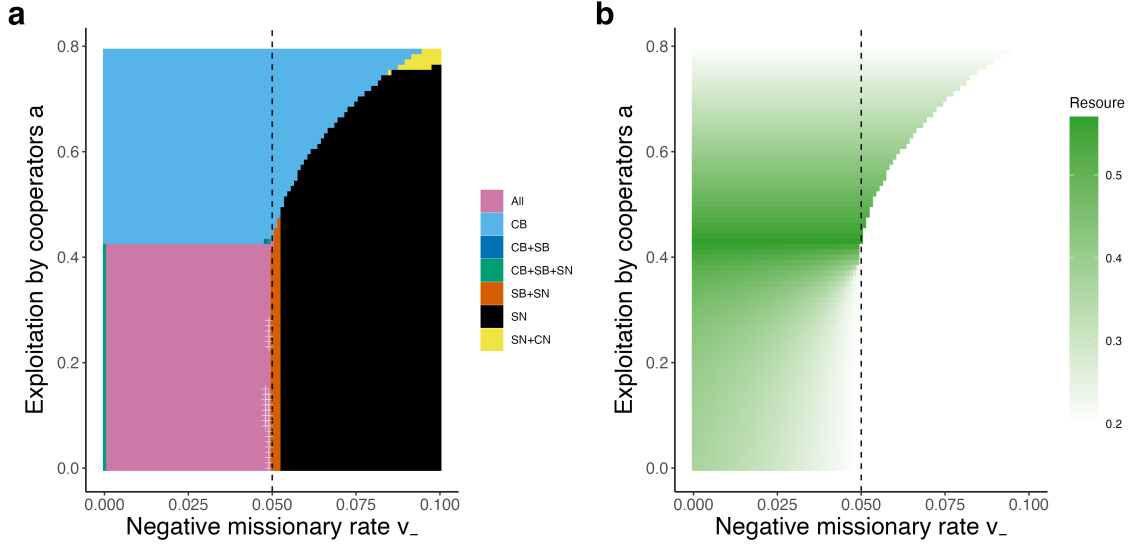 a
Exploitation by cooperators a
0.8
0.6
0.4
0.2
0.0
0.000
0.025
0.050
0.075
0.100
Negative missionary rate v_
All
CB
CB+SB
CB+SB+SN
SB+SN
SN
SN+CN
b
Exploitation by cooperators a
0.8
0.6
0.4
0.2
0.0
0.000
0.025
0.050
0.075
0.100
Negative missionary rate v_
Resoure
0.5
0.4
0.3
0.2